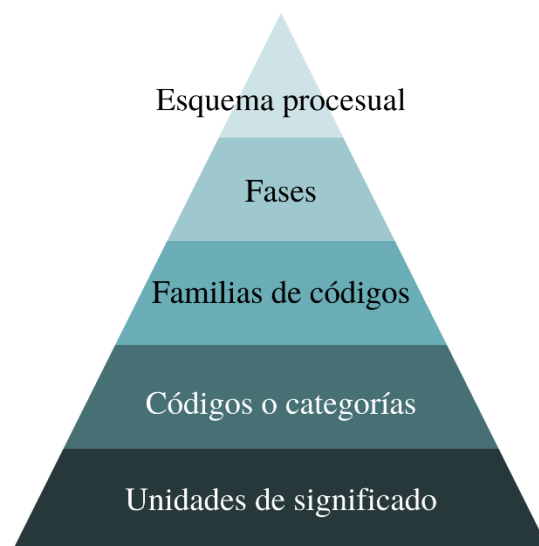 Esquema procesual
Fases
Familias de códigos
Códigos o categorías
Unidades de significado